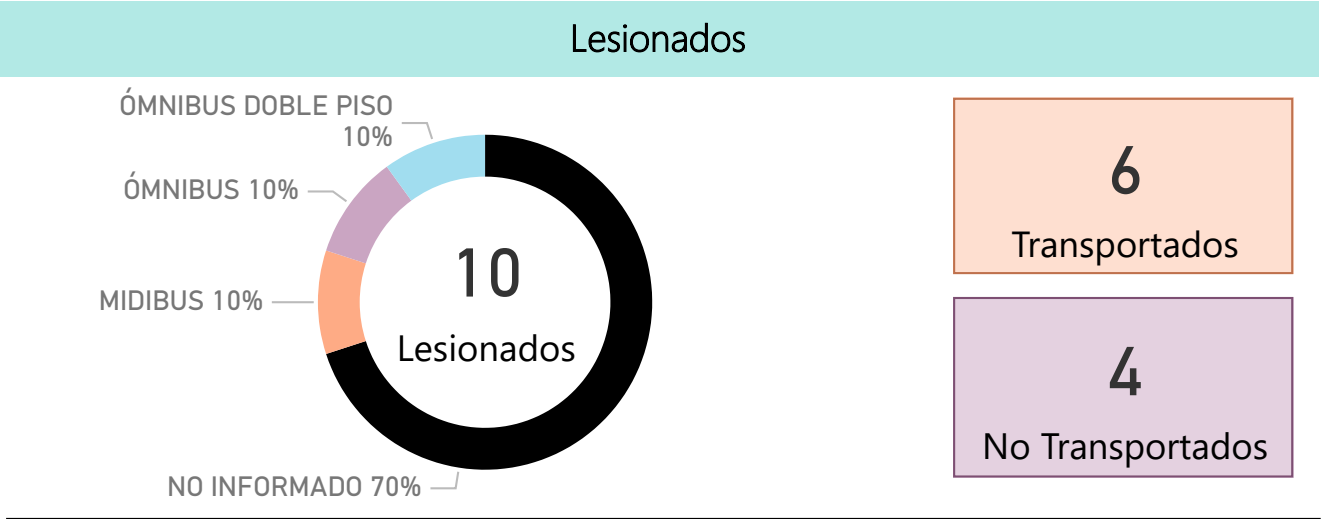 Lesionados
ÓMNIBUS DOBLE PISO
10%
ÓMNIBUS 10%
MIDIBUS 10%
NO INFORMADO 70%
10
Lesionados
6
Transportados
4
No Transportados